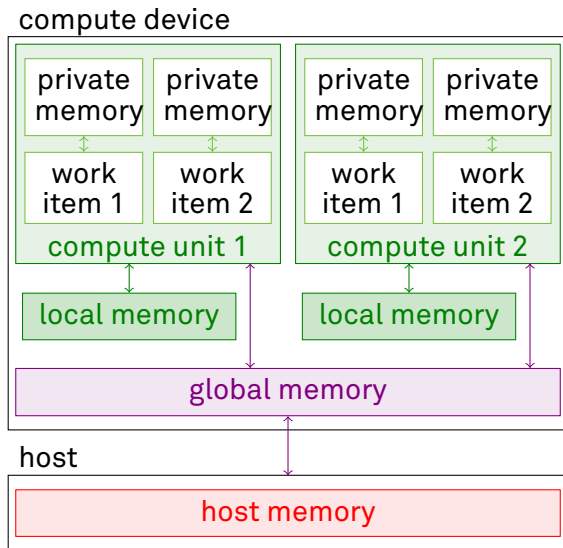 compute device
private
memory
private
memory
private
memory
private
memory
work
item 1
work
item 2
work
item 1
work
item 2
compute unit 1
compute unit 2
local memory
local memory
global memory
host
host memory